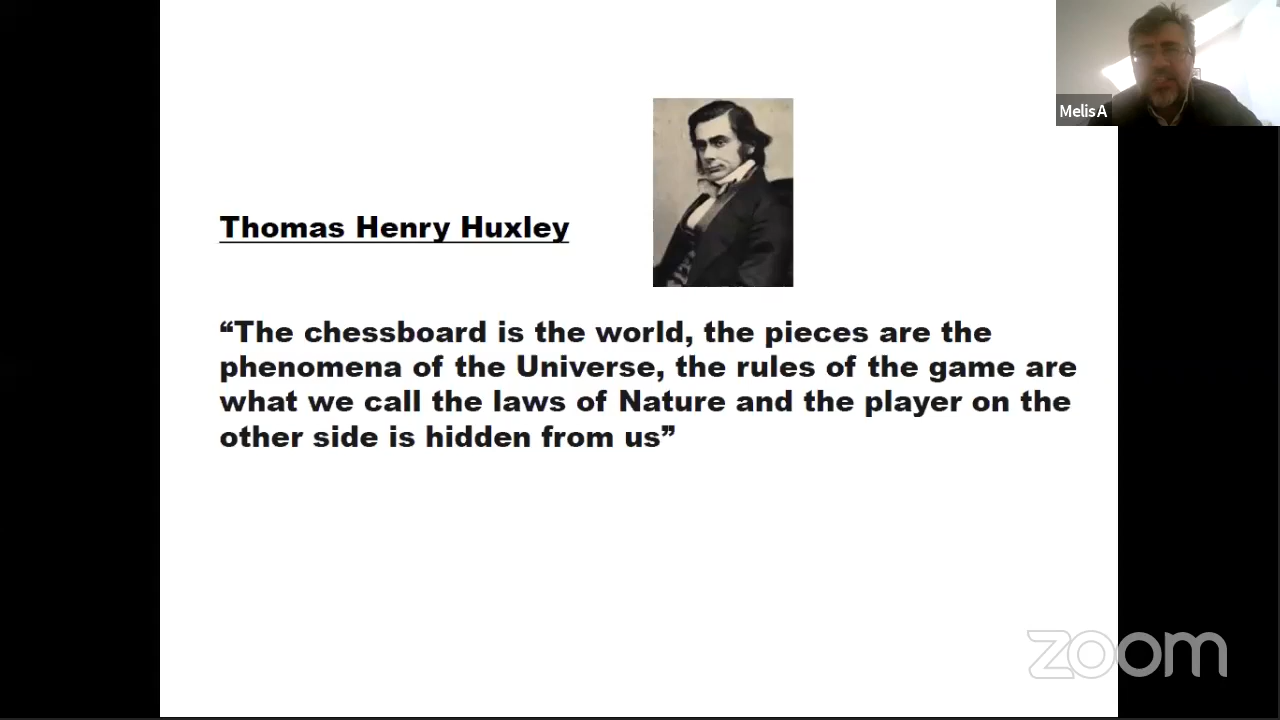 Melis A
Thomas Henry Huxley
“The chessboard is the world, the pieces are the
phenomena of the Universe, the rules of the game are
what we call the laws of Nature and the player on the
other side is hidden from us”
zoom